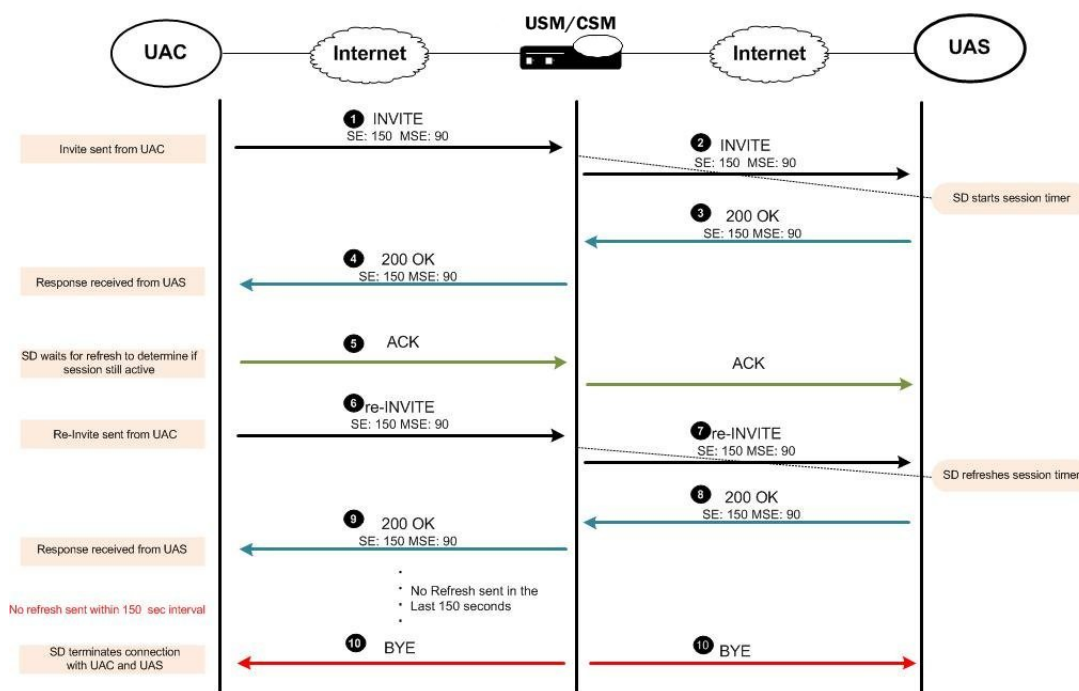 USM/CSM
UAC
Internet
Internet
UAS
1 INVITE
SE: 150 MSE: 90
Invite sent from UAC
2 INVITE
SE: 150 MSE: 90
SD starts session timer
3 200 OK
SE: 150 MSE: 90
4 200 OK
SE: 150 MSE: 90
Response received from UAS
5 ACK
SD waits for refresh to determine if
session still active
ACK
6 re-INVITE
SE: 150 MSE: 90
Re-Invite sent from UAC
7 re-INVITE
SE: 150 MSE: 90
SD refreshes session timer
8 200 OK
SE: 150 MSE: 90
9 200 OK
SE: 150 MSE: 90
Response received from UAS
No Refresh sent in the
Last 150 seconds
No refresh sent within 150 sec interval
10 BYE
10 BYE
SD terminates connection
with UAC and UAS